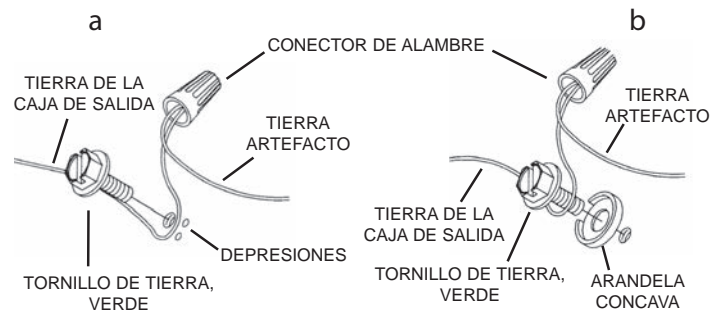 a
b
CONECTOR DE ALAMBRE
TIERRA DE LA
CAJA DE SALIDA
TIERRA
ARTEFACTO
DEPRESIONES
TORNILLO DE TIERRA,
VERDE
TIERRA
ARTEFACTO
TIERRA DE LA
CAJA DE SALIDA
TORNILLO DE TIERRA,
VERDE
ARANDELA
CONCAVA